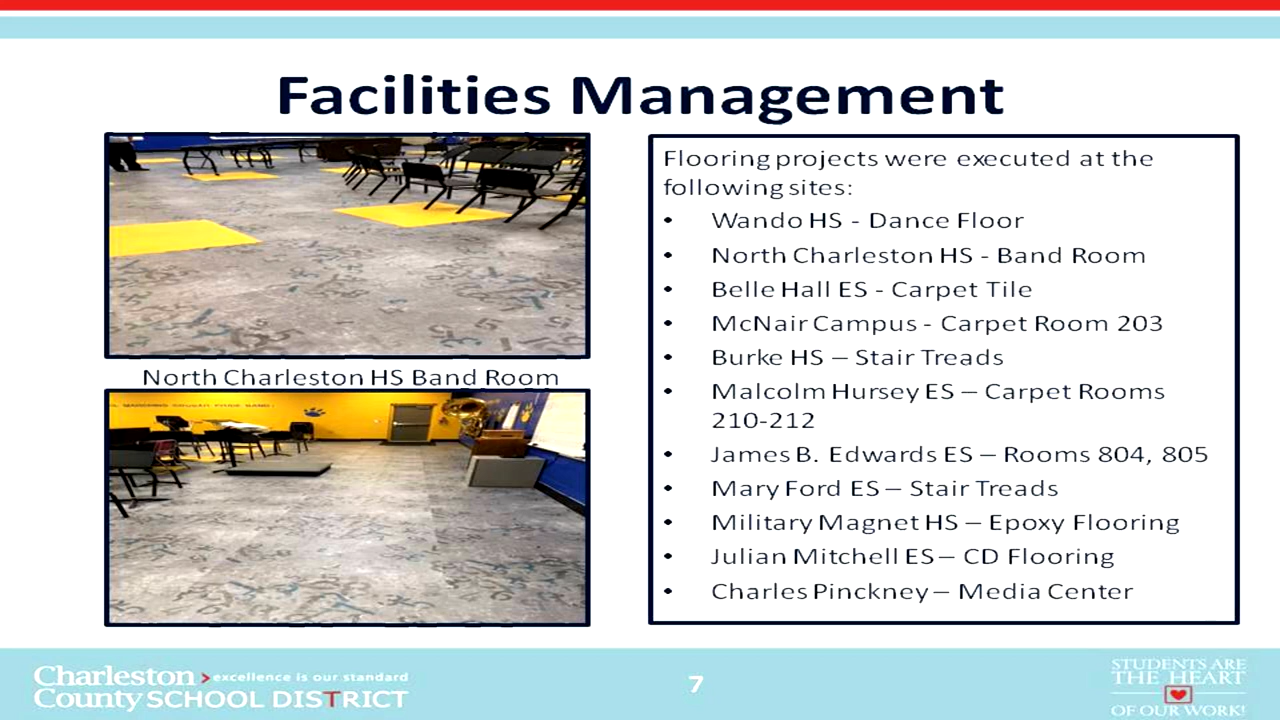 Facilities Management
North Charleston HS Band Room
Flooring projects were executed at the
following sites:
• Wando HS - Dance Floor
• North Charleston HS - Band Room
• Belle Hall ES - Carpet Tile
• McNair Campus - Carpet Room 203
• Burke HS – Stair Treads
• Malcolm Hursey ES – Carpet Rooms
210-212
• James B. Edwards ES – Rooms 804, 805
• Mary Ford ES – Stair Treads
• Military Magnet HS – Epoxy Flooring
• Julian Mitchell ES – CD Flooring
• Charles Pinckney – Media Center
Charleston > excellence is our standard
County SCHOOL DISTRICT
7
STUDENTS ARE
THE HEART
OF OUR WORK!